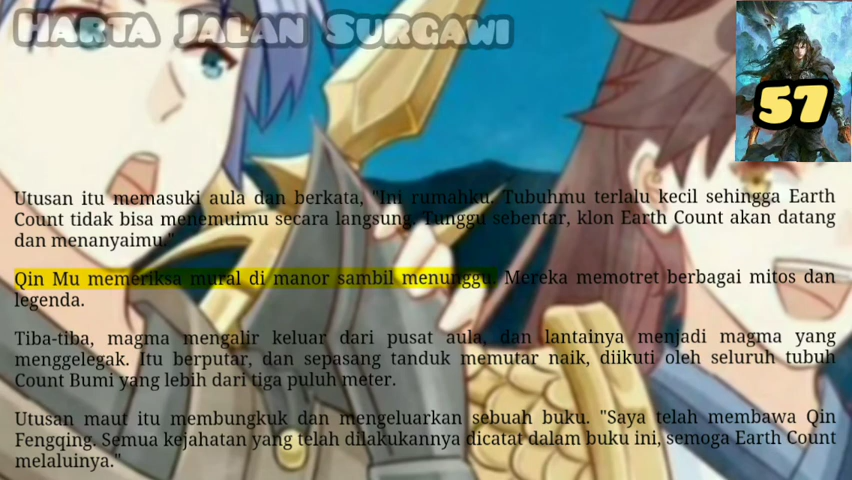 Harta Jalan Surgawi
57
Utusan itu memasuki aula dan berkata, "Ini rumahku. Tubuhmu terlalu kecil sehingga Earth
Count tidak bisa menemuimu secara langsung. Tunggu sebentar, klon Earth Count akan datang
dan menanyaimu."
Qin Mu memeriksa mural di manor sambil menunggu. Mereka memotret berbagai mitos dan
legenda.
Tiba-tiba, magma mengalir keluar dari pusat aula, dan lantainya menjadi magma yang
menggelegak. Itu berputar, dan sepasang tanduk memutar naik, diikuti oleh seluruh tubuh
Count Bumi yang lebih dari tiga puluh meter.
Utusan maut itu membungkuk dan mengeluarkan sebuah buku. "Saya telah membawa Qin
Fengqing. Semua kejahatan yang telah dilakukannya dicatat dalam buku ini, semoga Earth Count
melaluinya."